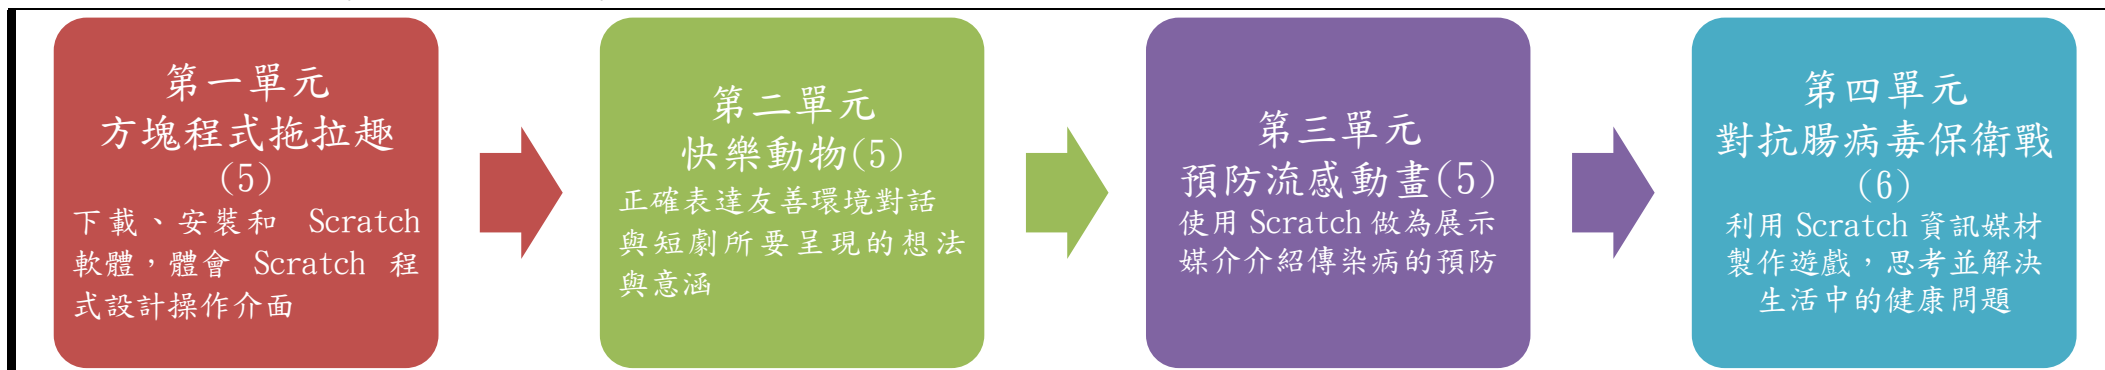 第一單元
方塊程式拖拉趣
(5)
下載、安裝和 Scratch
軟體，體會 Scratch 程
式設計操作介面
第二單元
快樂動物(5)
正確表達友善環境對話
與短劇所要呈現的想法
與意涵
第三單元
預防流感動畫(5)
使用 Scratch 做為展示
媒介介紹傳染病的預防
第四單元
對抗腸病毒保衛戰
(6)
利用 Scratch 資訊媒材
製作遊戲，思考並解決
生活中的健康問題